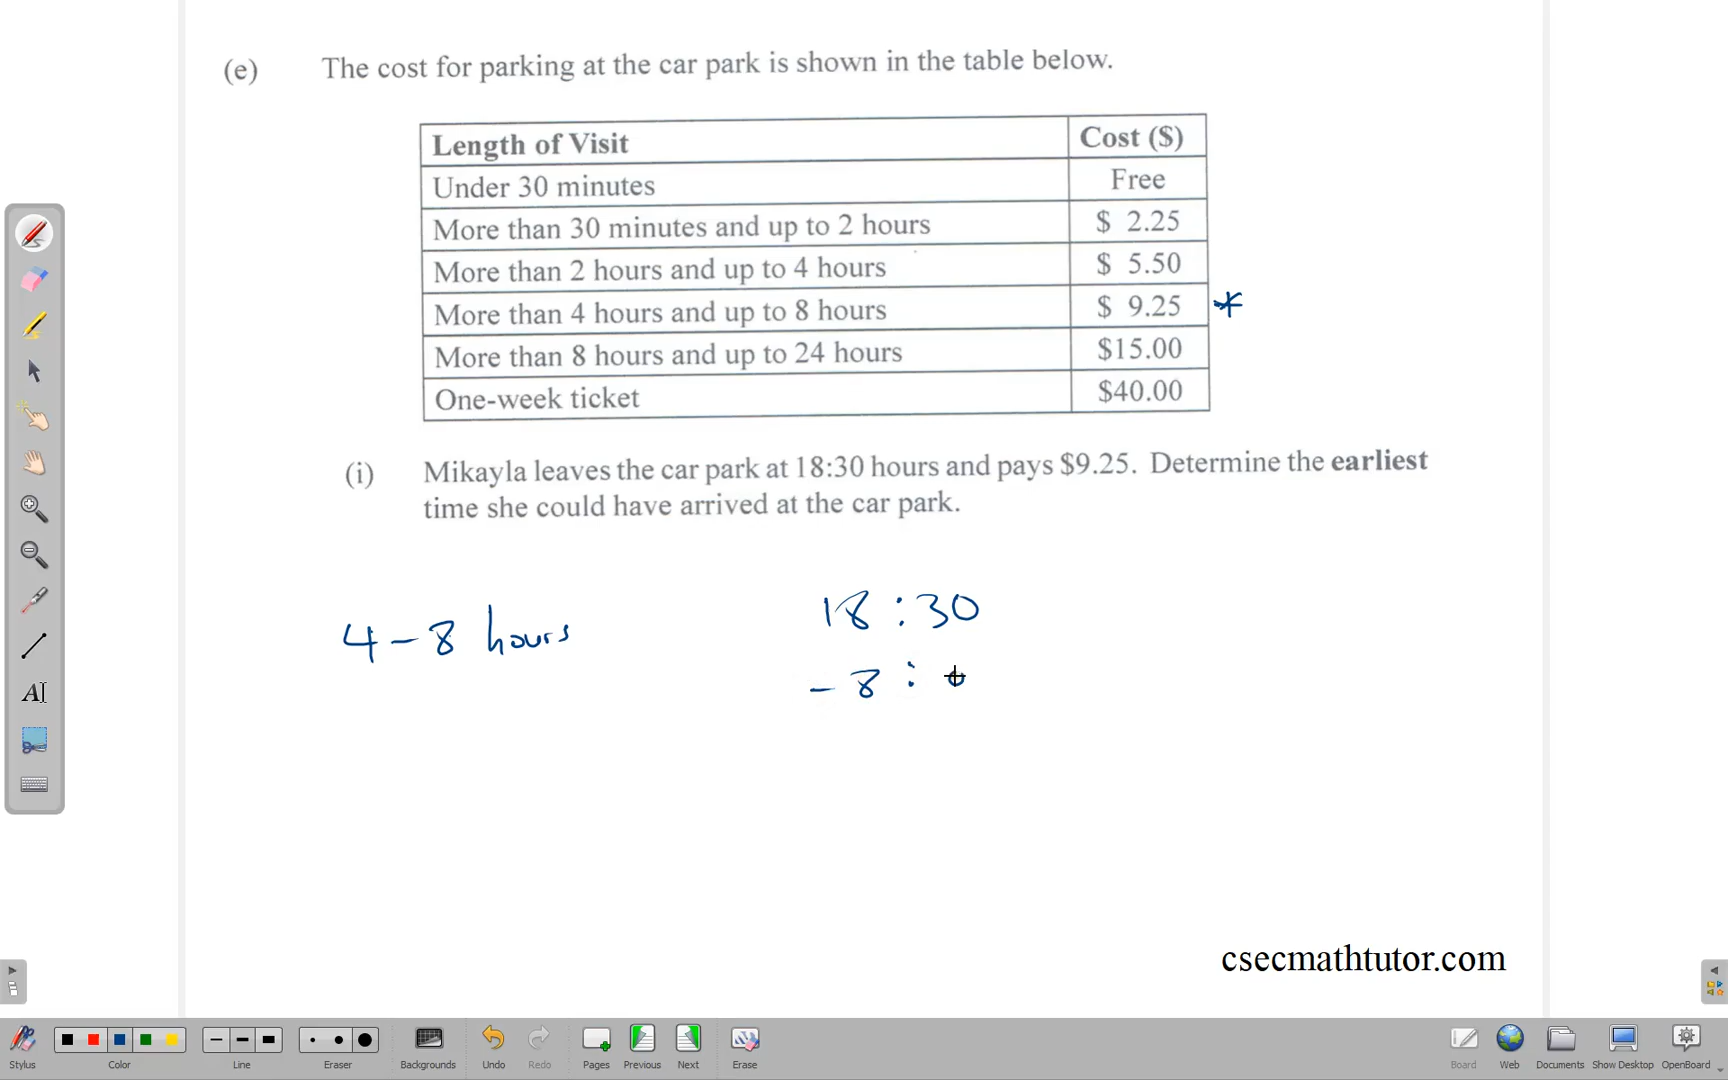 (e) The cost for parking at the car park is shown in the table below.
Length of Visit Cost ($)
Under 30 minutes Free
More than 30 minutes and up to 2 hours $ 2.25
More than 2 hours and up to 4 hours $ 5.50
More than 4 hours and up to 8 hours $ 9.25 *
More than 8 hours and up to 24 hours $15.00
One-week ticket $40.00
(i) Mikayla leaves the car park at 18:30 hours and pays $9.25. Determine the earliest
time she could have arrived at the car park.
4 – 8 hours
18 : 30
– 8 : 0
csecmathtutor.com
A
Stylus Color Line Eraser Backgrounds Undo Redo Pages Previous Next Erase Board Web Documents Show Desktop OpenBoard